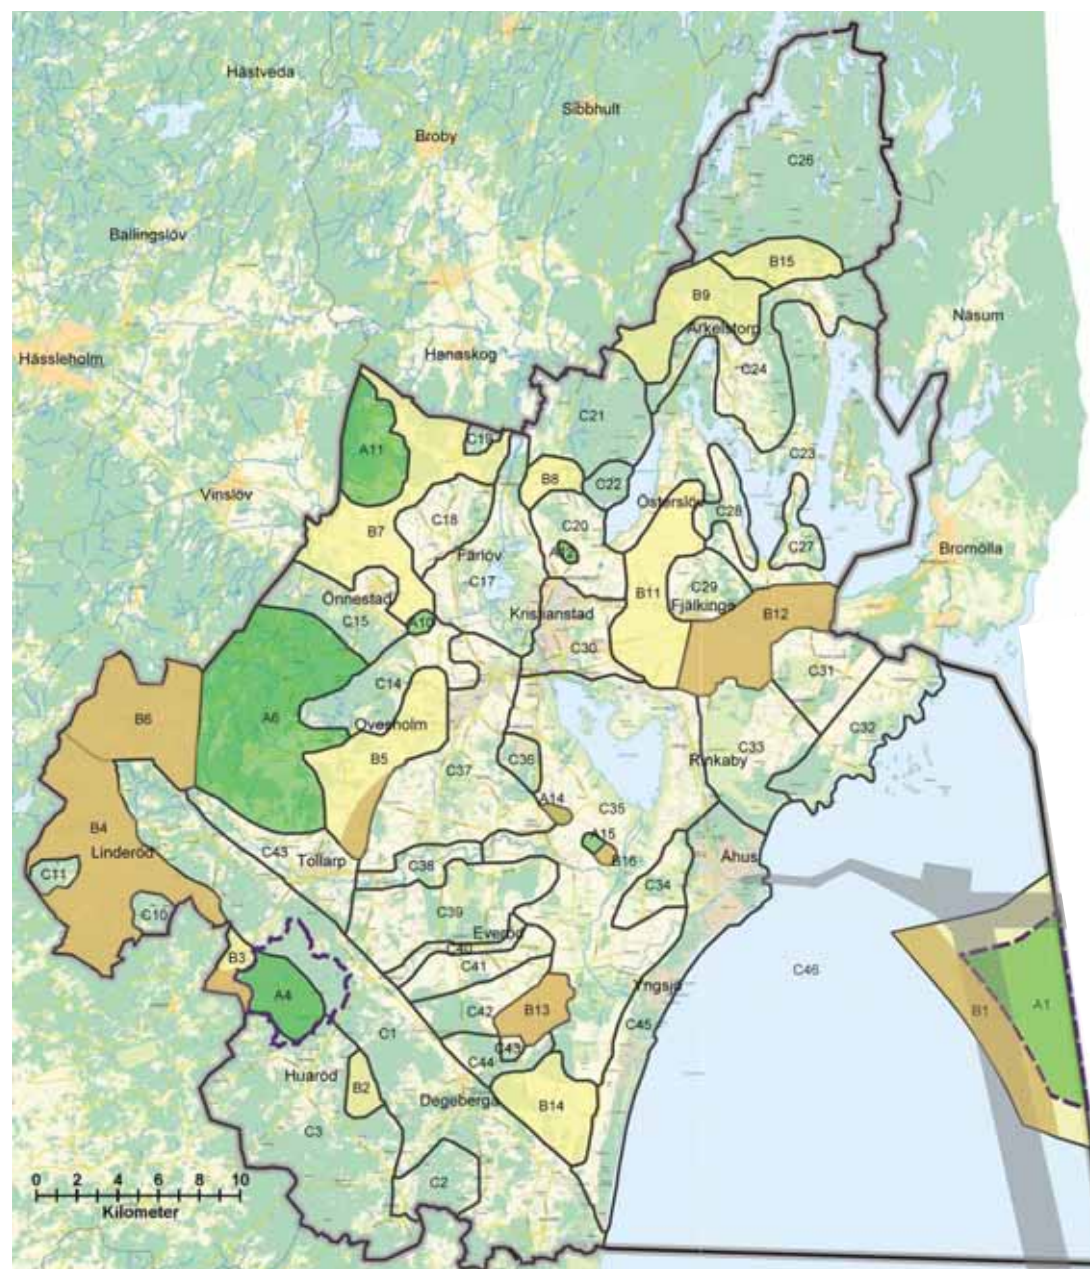 Hästveda
Sibbhult
Broby
C26
Ballingslöv
B15
B9
Näsum
Arkelstorp
Hässleholm
Hanaskog
C24
C21
C19
A11
C23
B8
C22
Vinslöv
Österslöv
C18
C28
C20
B7
Färlöv
C27
Bromölla
C17
C29
Önnestad
B11
Fjälkinge
Kristianstad
B12
C15
A10
C30
C31
C14
B6
A6
Ovesholm
C32
C33
B5
C36
Rinkaby
C37
A14
C35
B4
A15
Linderöd
C43
Tollarp
B16
Åhus
C38
C11
C34
C39
C10
Everöd
C40
B3
C41
C46
Yngsjö
A4
A1
B13
C42
B1
C45
C1
C43
C44
Huaröd
B2
Degeberga
B14
C3
C2
0 2 4 6 8 10
Kilometer